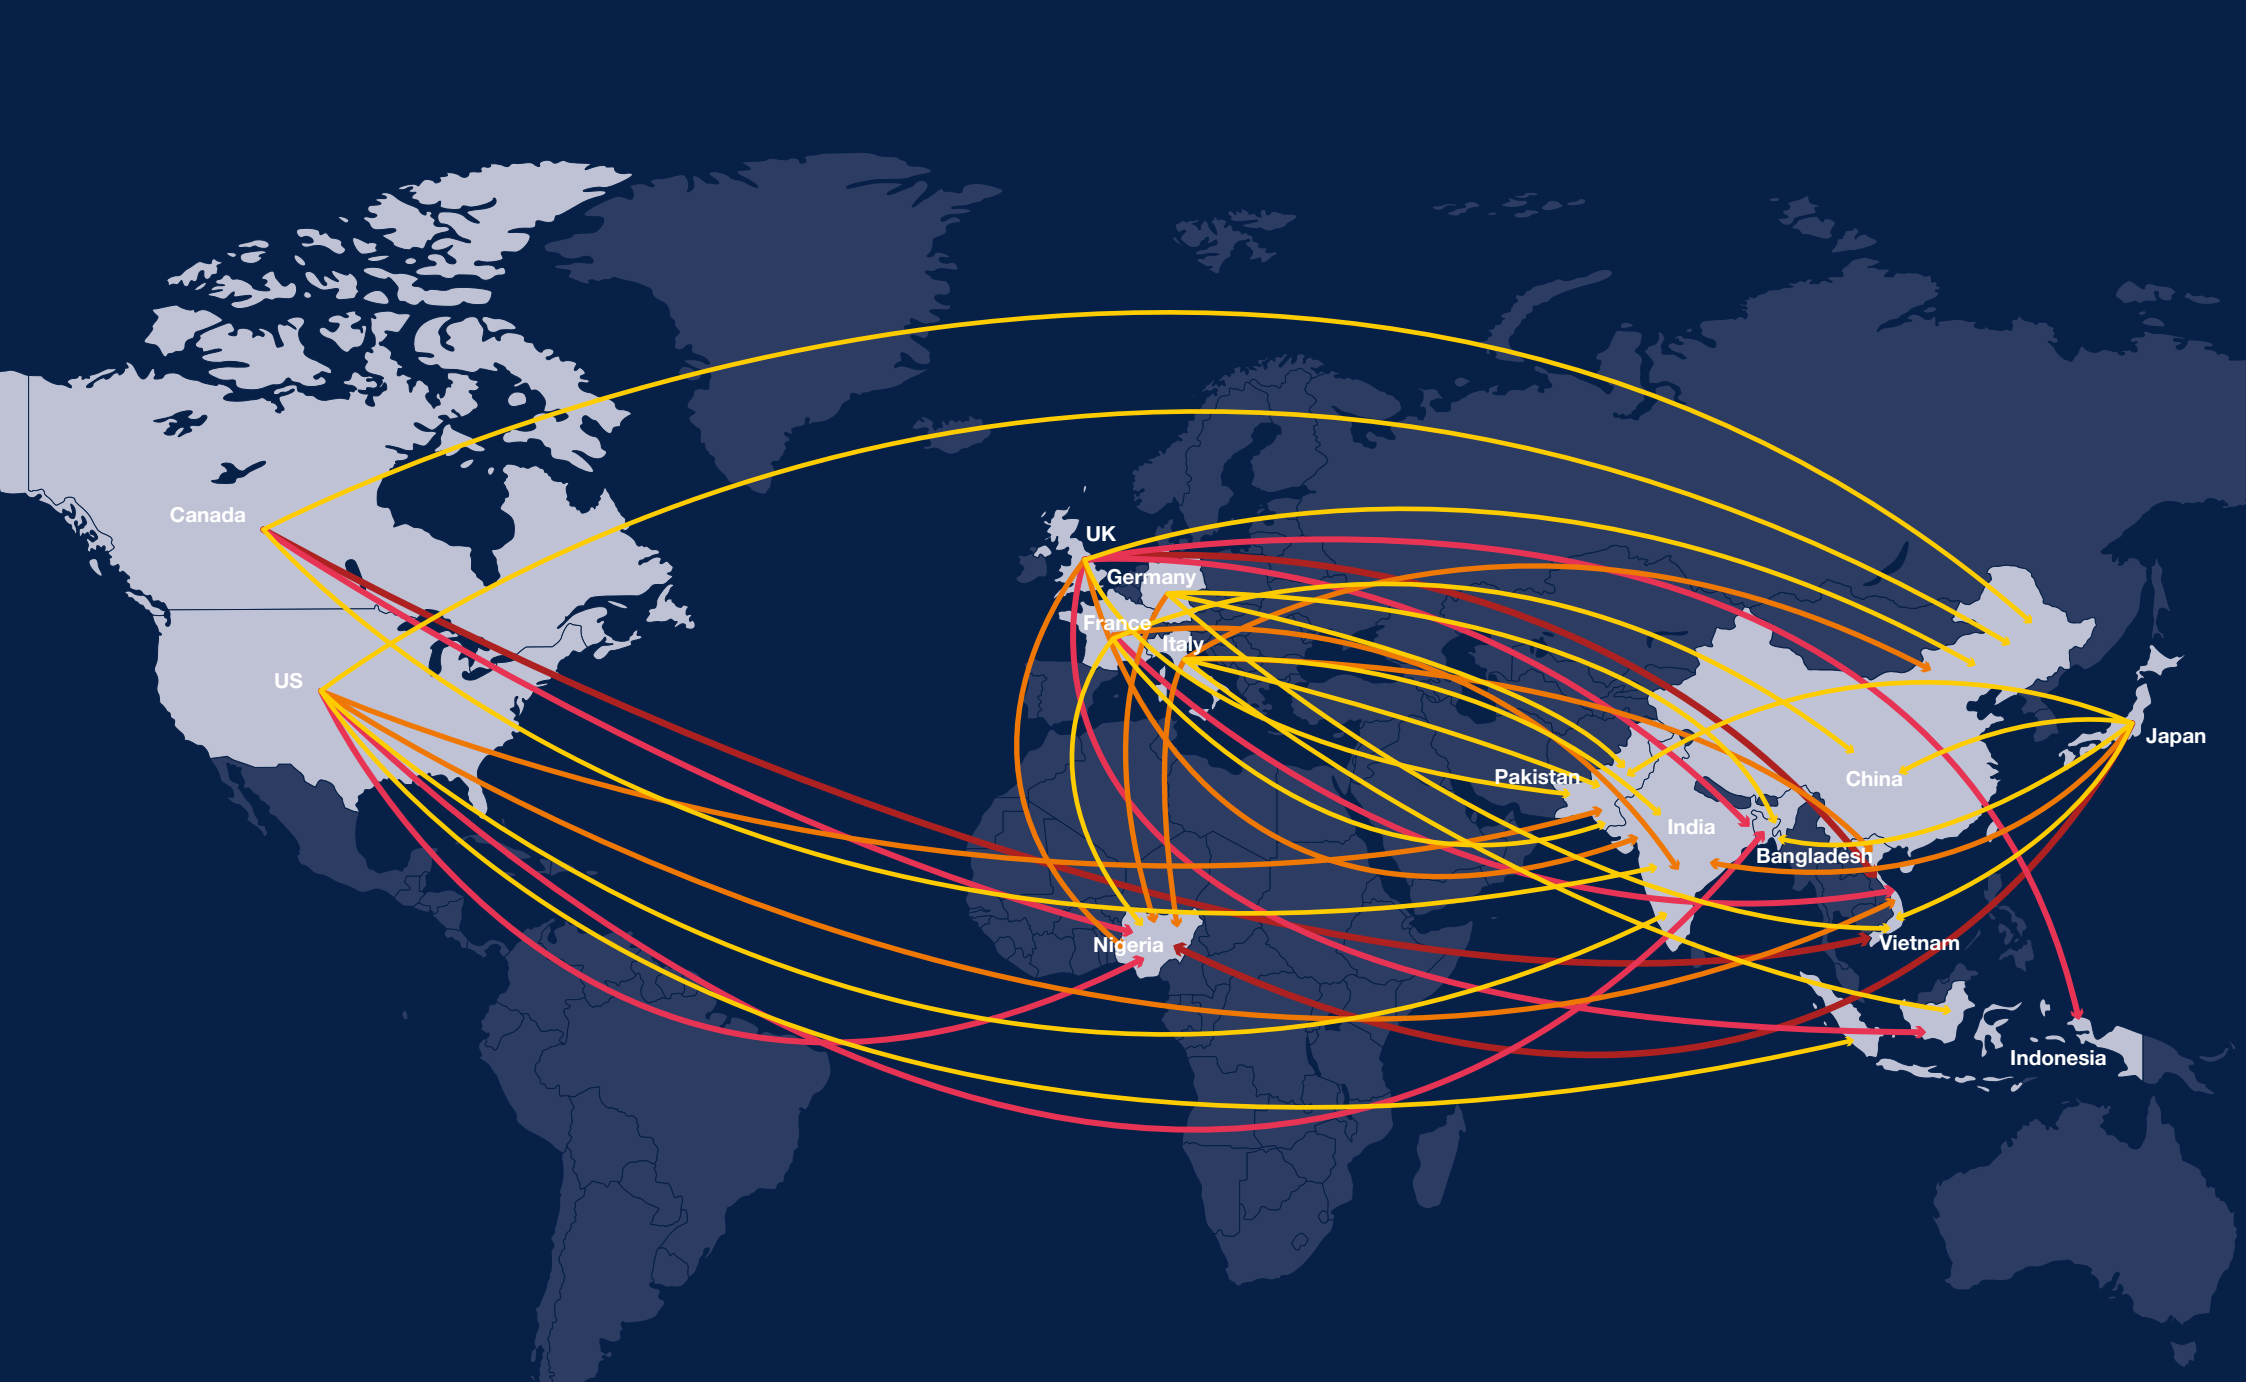 Canada
UK
Germany
France
Italy
US
Japan
Pakistan
China
India
Bangladesh
Nigeria
Vietnam
Indonesia